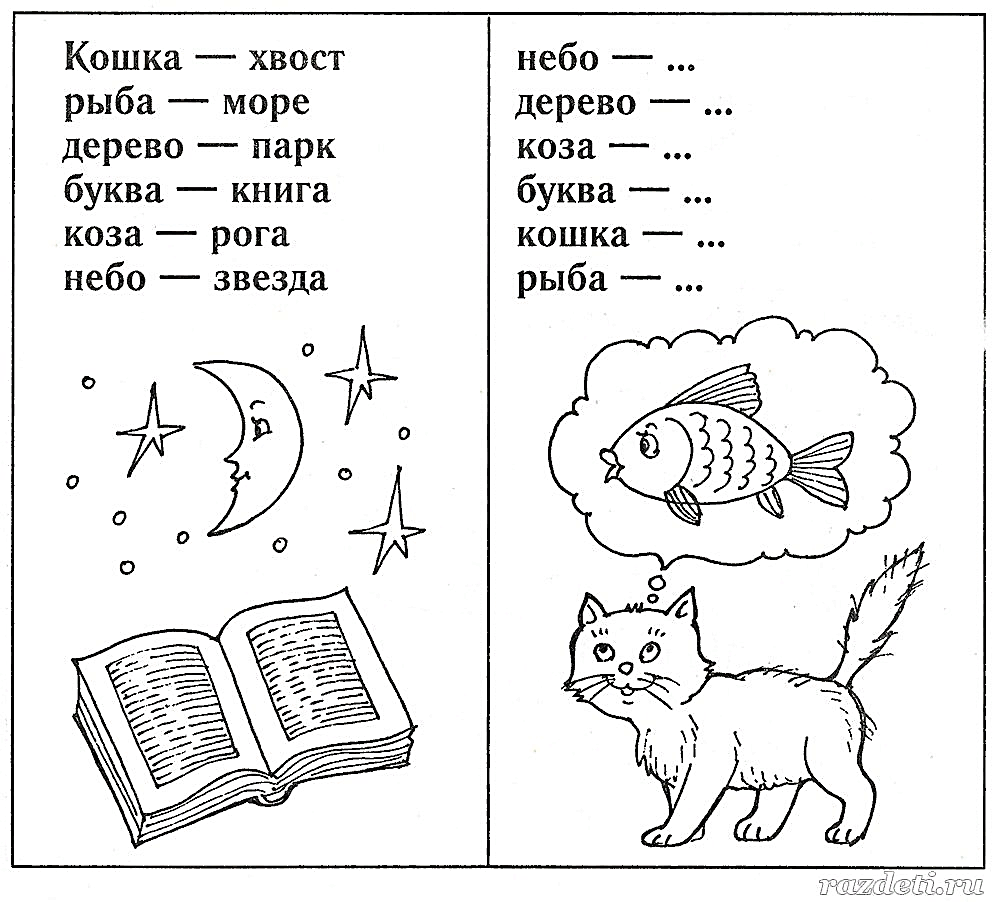 Кошка — хвост
рыба — море
дерево — парк
буква — книга
коза — рога
небо — звезда
небо — ...
дерево — ...
коза — ...
буква — ...
кошка — ...
рыба — ...
razdeti.ru